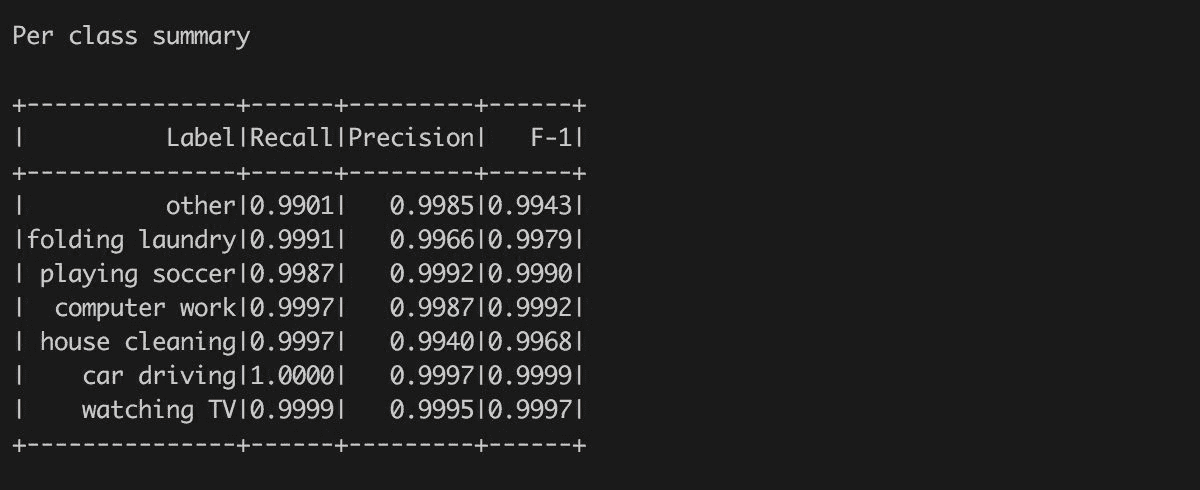 Per class summary
+---------------+------+---------+------+
|          Label|Recall|Precision|   F-1|
+---------------+------+---------+------+
|          other|0.9901|   0.9985|0.9943|
|folding laundry|0.9991|   0.9966|0.9979|
| playing soccer|0.9987|   0.9992|0.9990|
|  computer work|0.9997|   0.9987|0.9992|
| house cleaning|0.9997|   0.9940|0.9968|
|    car driving|1.0000|   0.9997|0.9999|
|    watching TV|0.9999|   0.9995|0.9997|
+---------------+------+---------+------+